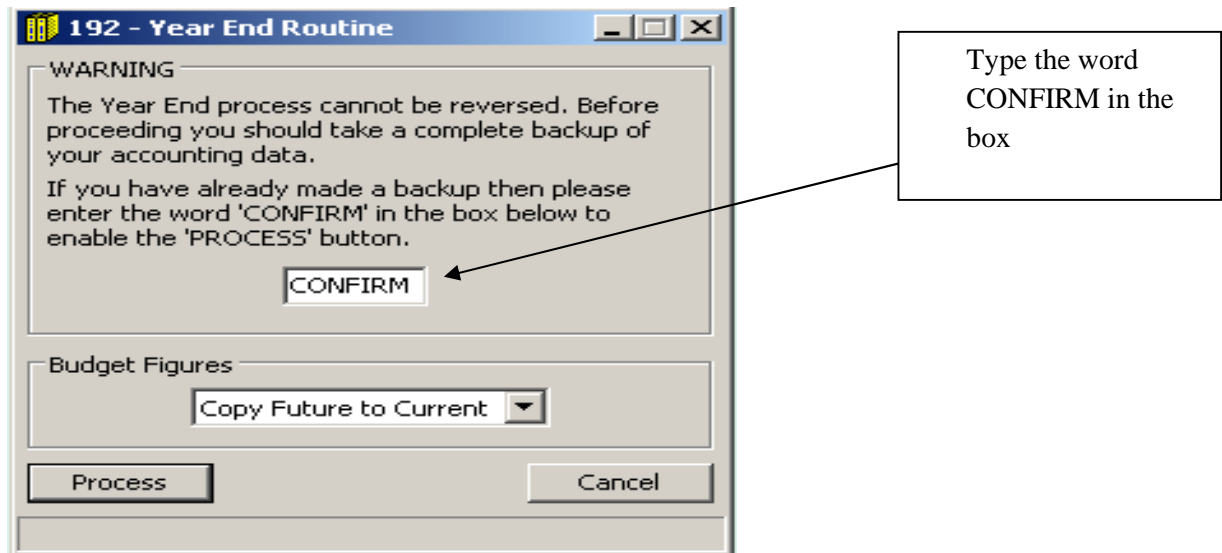 192 - Year End Routine
WARNING
The Year End process cannot be reversed. Before
proceeding you should take a complete backup of
your accounting data.
If you have already made a backup then please
enter the word 'CONFIRM' in the box below to
enable the 'PROCESS' button.
CONFIRM
Budget Figures
Copy Future to Current
Process
Cancel
Type the word
CONFIRM in the
box